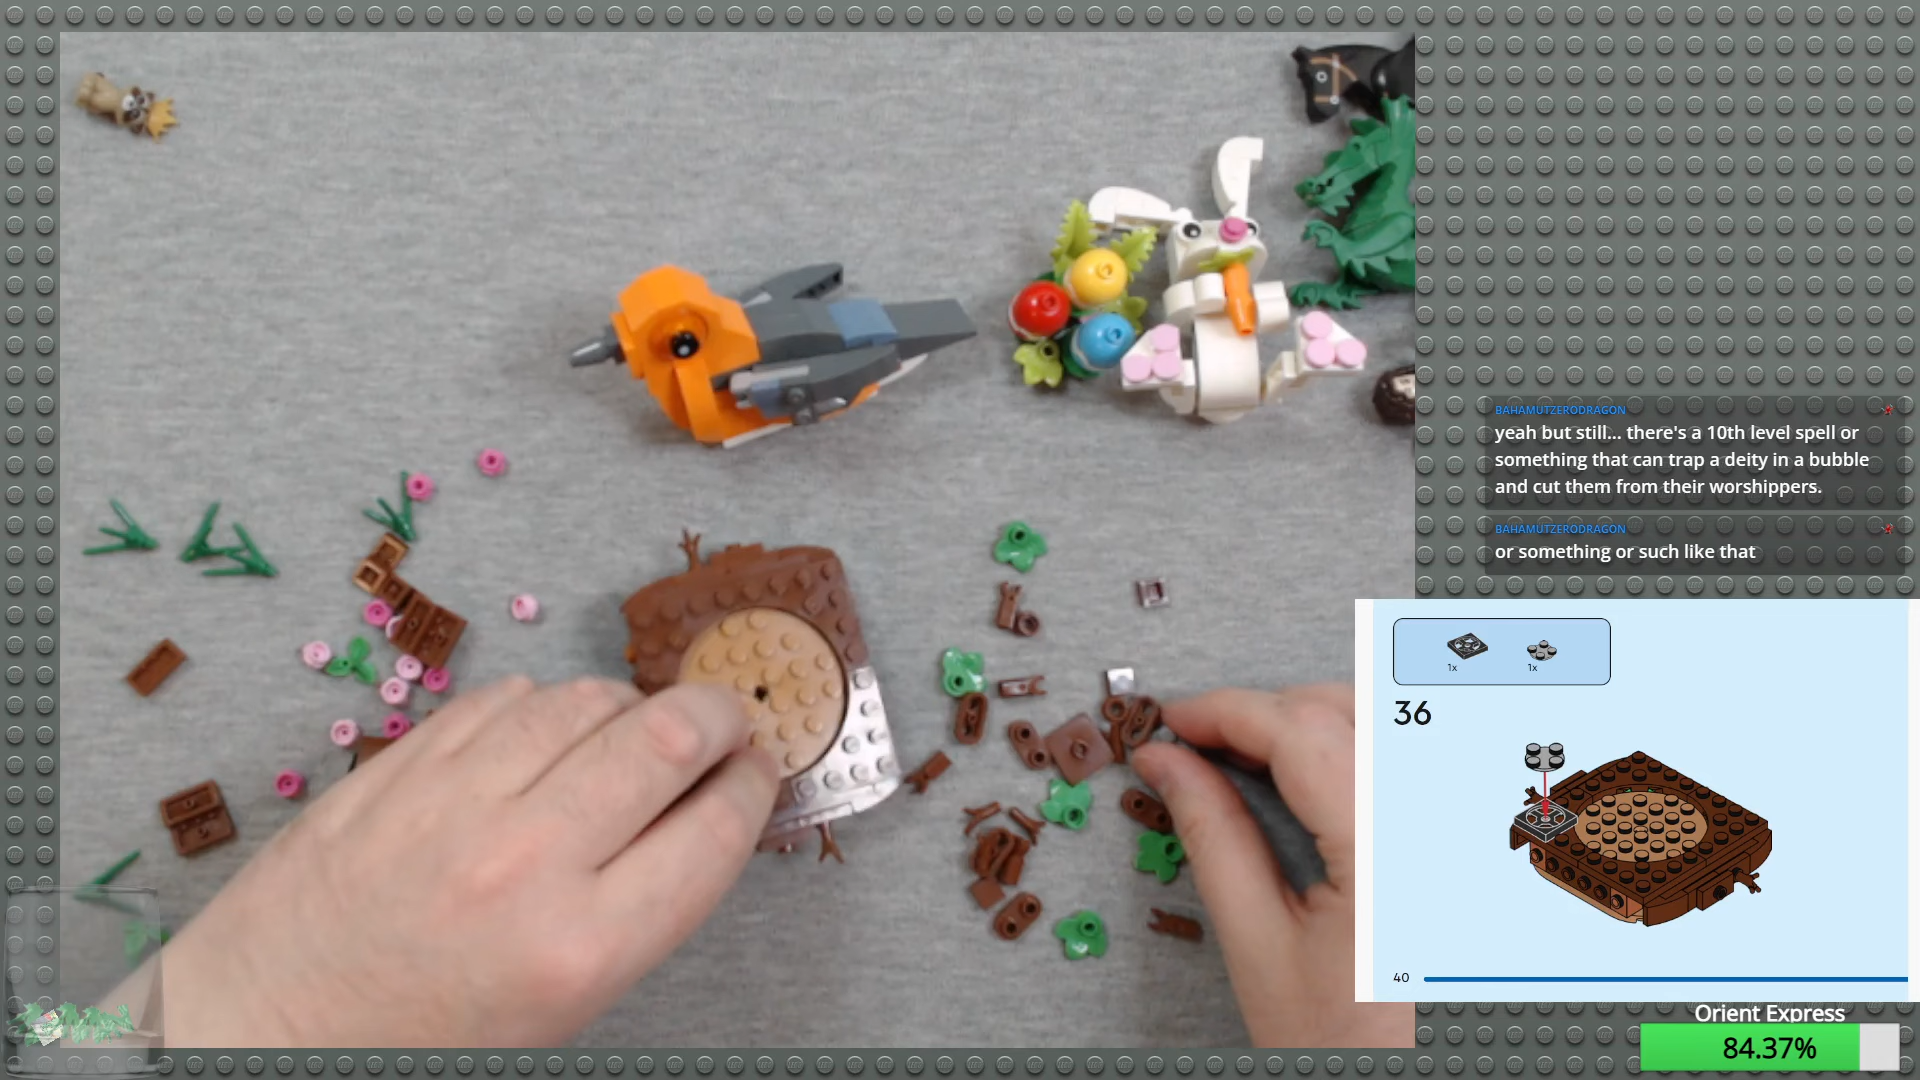 BAHAMUTZERODRAGON
yeah but still... there's a 10th level spell or
something that can trap a deity in a bubble
and cut them from their worshippers.
BAHAMUTZERODRAGON
or something or such like that
1x 1x
36
40
Orient Express
84.37%